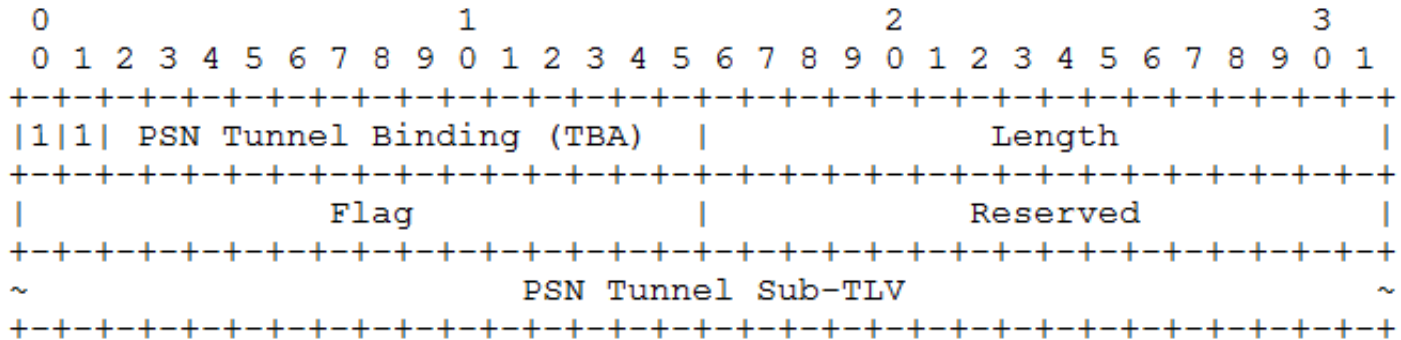 0                   1                   2                   3
 0 1 2 3 4 5 6 7 8 9 0 1 2 3 4 5 6 7 8 9 0 1 2 3 4 5 6 7 8 9 0 1
+-+-+-+-+-+-+-+-+-+-+-+-+-+-+-+-+-+-+-+-+-+-+-+-+-+-+-+-+-+-+-+-+
|1|1| PSN Tunnel Binding (TBA)  |            Length             |
+-+-+-+-+-+-+-+-+-+-+-+-+-+-+-+-+-+-+-+-+-+-+-+-+-+-+-+-+-+-+-+-+
|              Flag             |            Reserved           |
+-+-+-+-+-+-+-+-+-+-+-+-+-+-+-+-+-+-+-+-+-+-+-+-+-+-+-+-+-+-+-+-+
~                       PSN Tunnel Sub-TLV                      ~
+-+-+-+-+-+-+-+-+-+-+-+-+-+-+-+-+-+-+-+-+-+-+-+-+-+-+-+-+-+-+-+-+